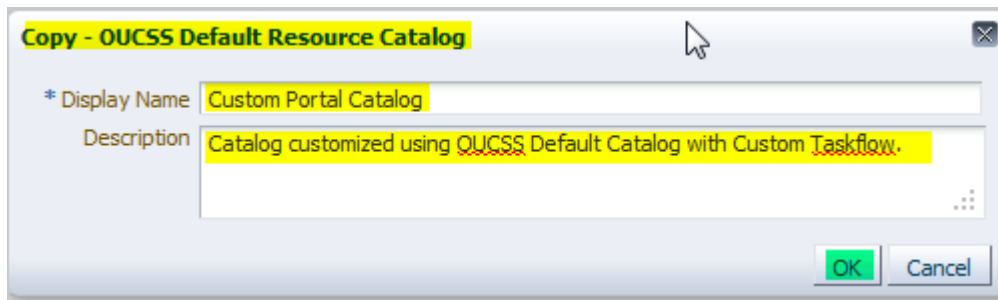 Copy - OUCSS Default Resource Catalog
* Display Name Custom Portal Catalog
Description Catalog customized using OUCSS Default Catalog with Custom Taskflow.
OK Cancel